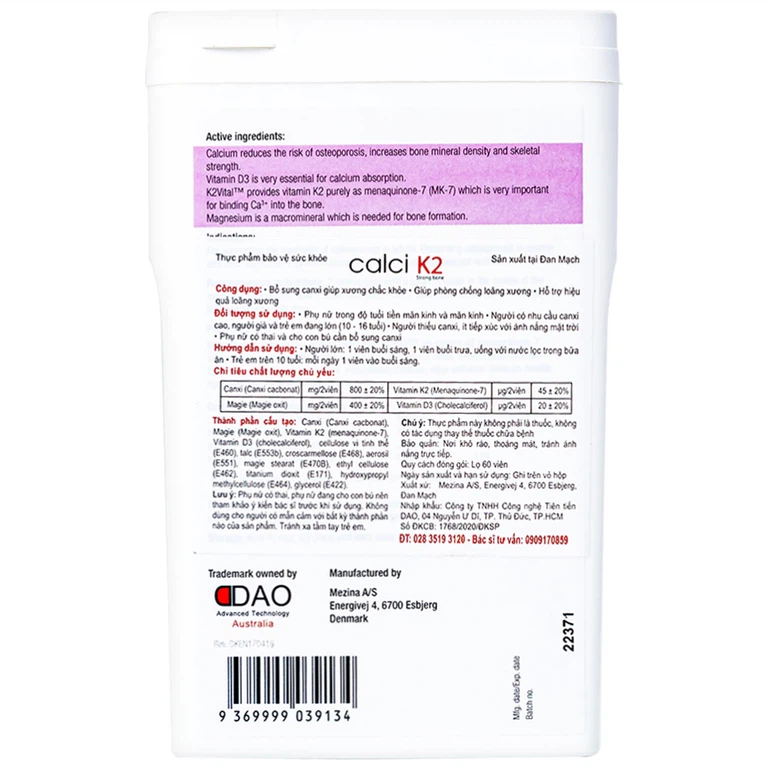 Active ingredients:
Calcium reduces the risk of osteoporosis, increases bone mineral density and skeletal
strength.
Vitamin D3 is very essential for calcium absorption.
K2Vital™ provides vitamin K2 purely as menaquinone-7 (MK-7) which is very important
for binding Ca³⁺ into the bone.
Magnesium is a macromineral which is needed for bone formation.
Thực phẩm bảo vệ sức khỏe
calci K2
Strong bone
Sản xuất tại Đan Mạch
Công dụng: • Bổ sung canxi giúp xương chắc khỏe • Giúp phòng chống loãng xương • Hỗ trợ hiệu
quả loãng xương
Đối tượng sử dụng: • Phụ nữ trong độ tuổi tiền mãn kinh và mãn kinh • Người có nhu cầu canxi
cao, người già và trẻ em đang lớn (10 - 16 tuổi) • Người thiếu canxi, ít tiếp xúc với ánh nắng mặt trời
• Phụ nữ có thai và cho con bú cần bổ sung canxi
Hướng dẫn sử dụng: • Người lớn: 1 viên buổi sáng, 1 viên buổi trưa, uống với nước lọc trong bữa
ăn • Trẻ em trên 10 tuổi: mỗi ngày 1 viên vào buổi sáng.
Chỉ tiêu chất lượng chủ yếu:
Canxi (Canxi cacbonat) mg/2viên 800 ± 20% Vitamin K2 (Menaquinone-7) µg/2viên 45 ± 20%
Magie (Magie oxit) mg/2viên 400 ± 20% Vitamin D3 (Cholecalciferol) µg/2viên 20 ± 20%
Thành phần cấu tạo: Canxi (Canxi cacbonat),
Magie (Magie oxit), Vitamin K2 (menaquinone-7),
Vitamin D3 (cholecalciferol), cellulose vi tinh thể
(E460), talc (E553b), croscarmellose (E468), aerosil
(E551), magie stearat (E470B), ethyl cellulose
(E462), titanium dioxit (E171), hydroxypropyl
methylcellulose (E464), glycerol (E422).
Lưu ý: Phụ nữ có thai, phụ nữ đang cho con bú nên
tham khảo ý kiến bác sĩ trước khi sử dụng. Không
dùng cho người có mẫn cảm với bất kỳ thành phần
nào của sản phẩm. Tránh xa tầm tay trẻ em.
Chú ý: Thực phẩm này không phải là thuốc, không
có tác dụng thay thế thuốc chữa bệnh
Bảo quản: Nơi khô ráo, thoáng mát, tránh ánh
nắng trực tiếp.
Quy cách đóng gói: Lọ 60 viên
Ngày sản xuất và hạn sử dụng: Ghi trên vỏ hộp
Xuất xứ: Mezina A/S, Energivej 4, 6700 Esbjerg,
Đan Mạch
Nhập khẩu: Công ty TNHH Công nghệ Tiên tiến
DAO, 04 Nguyễn Ư Dĩ, TP. Thủ Đức, TP.HCM
Số ĐKCB: 1768/2020/ĐKSP
ĐT: 028 3519 3120 - Bác sĩ tư vấn: 0909170859
Trademark owned by
DAO
Advanced Technology
Australia
Manufactured by
Mezina A/S
Energivej 4, 6700 Esbjerg
Denmark
9 369999 039134
Mfg. date/Exp. date
Batch no.
22371